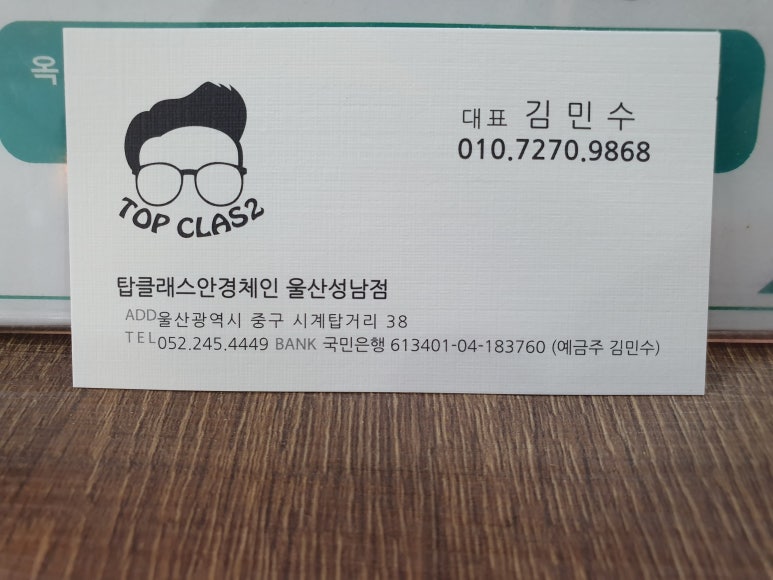 옥
대표 김민수
010.7270.9868
TOP CLAS2
탑클래스안경체인 울산성남점
ADD울산광역시 중구 시계탑거리 38
TEL052.245.4449 BANK 국민은행 613401-04-183760 (예금주 김민수)